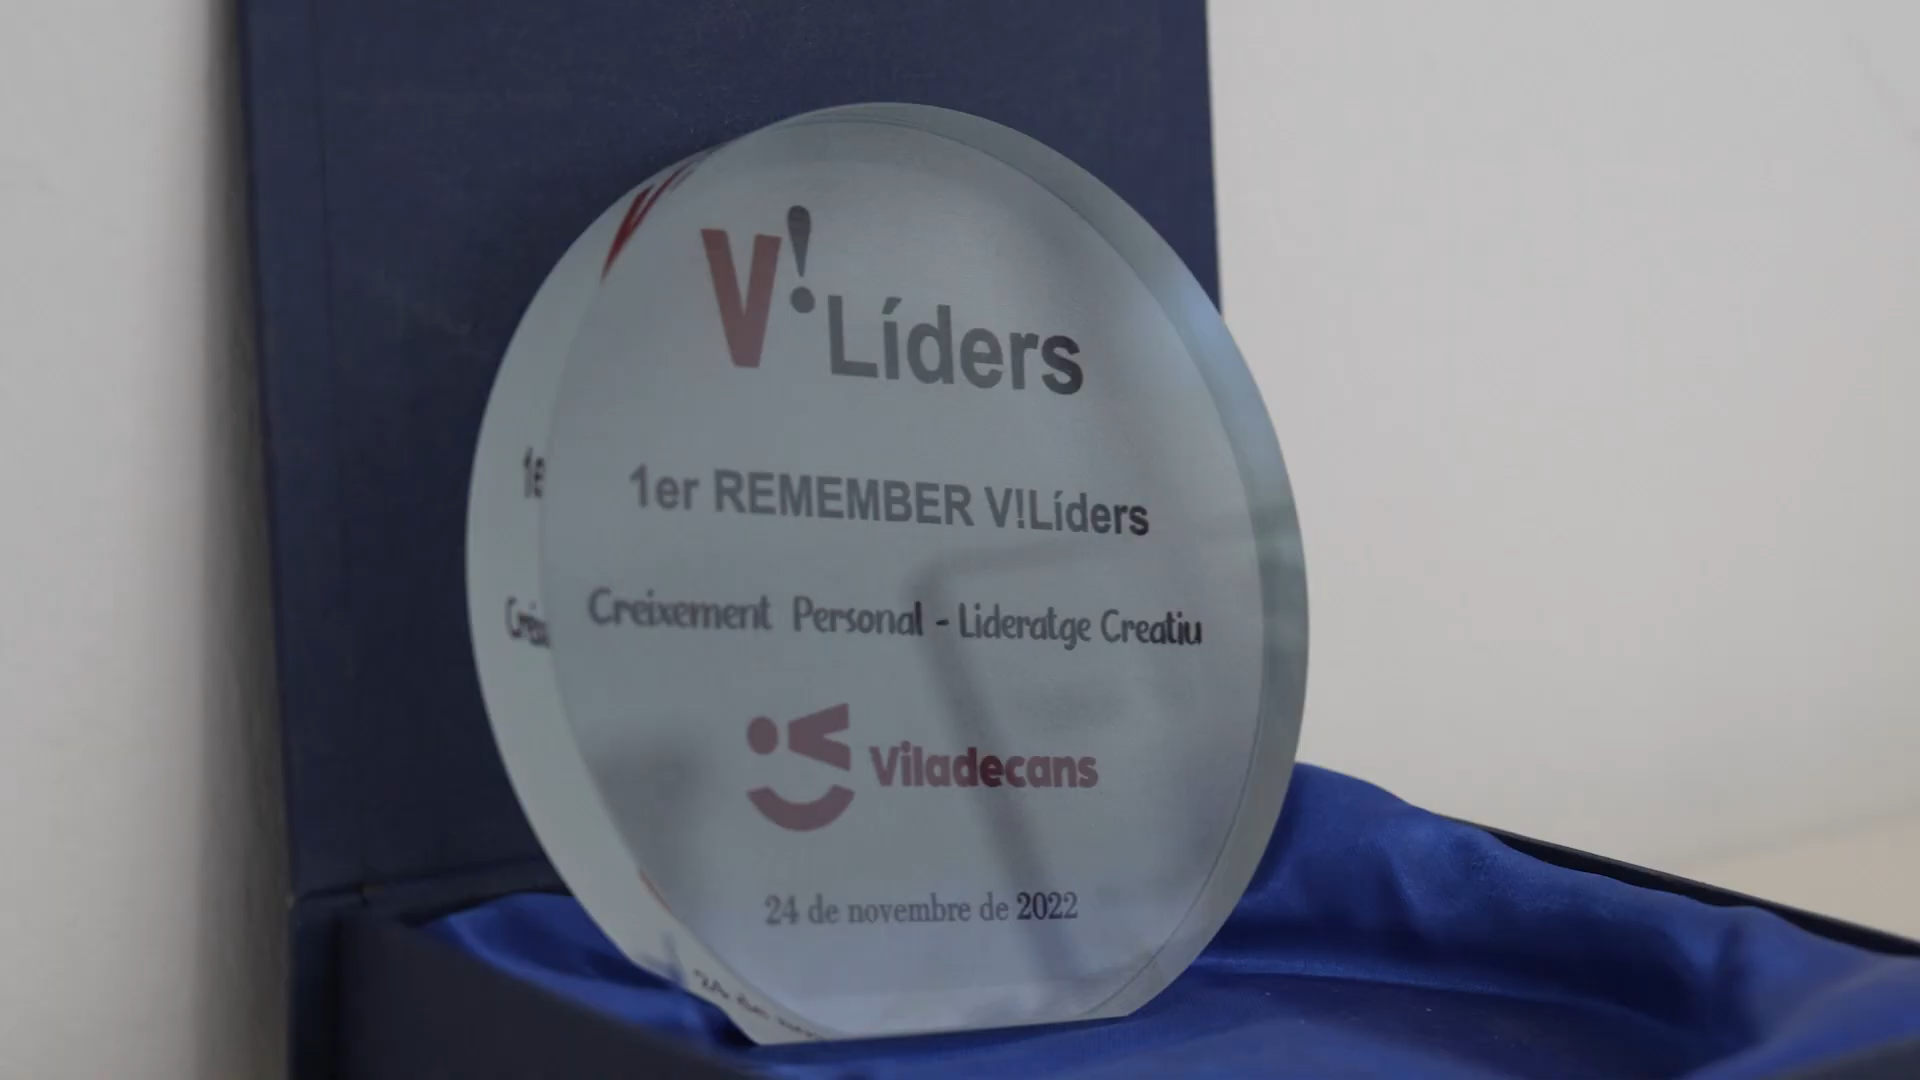 V! Líders
1er REMEMBER V!Líders
Creixement Personal - Lideratge Creatiu
Viladecans
24 de novembre de 2022